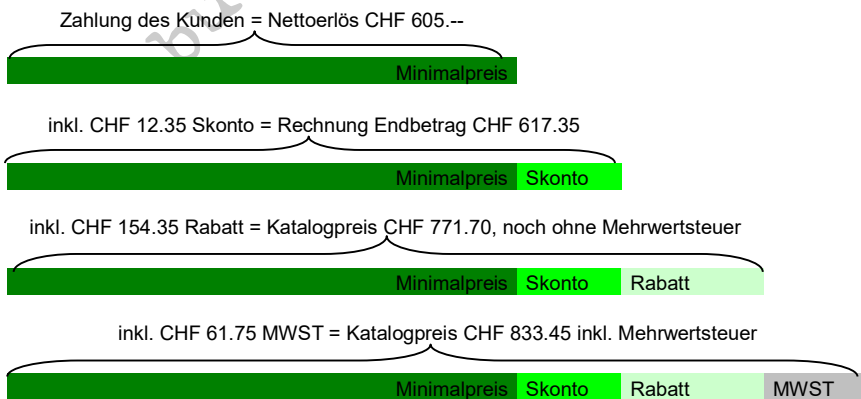 Zahlung des Kunden = Nettoerlös CHF 605.--
Minimalpreis
inkl. CHF 12.35 Skonto = Rechnung Endbetrag CHF 617.35
Minimalpreis Skonto
inkl. CHF 154.35 Rabatt = Katalogpreis CHF 771.70, noch ohne Mehrwertsteuer
Minimalpreis Skonto Rabatt
inkl. CHF 61.75 MWST = Katalogpreis CHF 833.45 inkl. Mehrwertsteuer
Minimalpreis Skonto Rabatt MWST